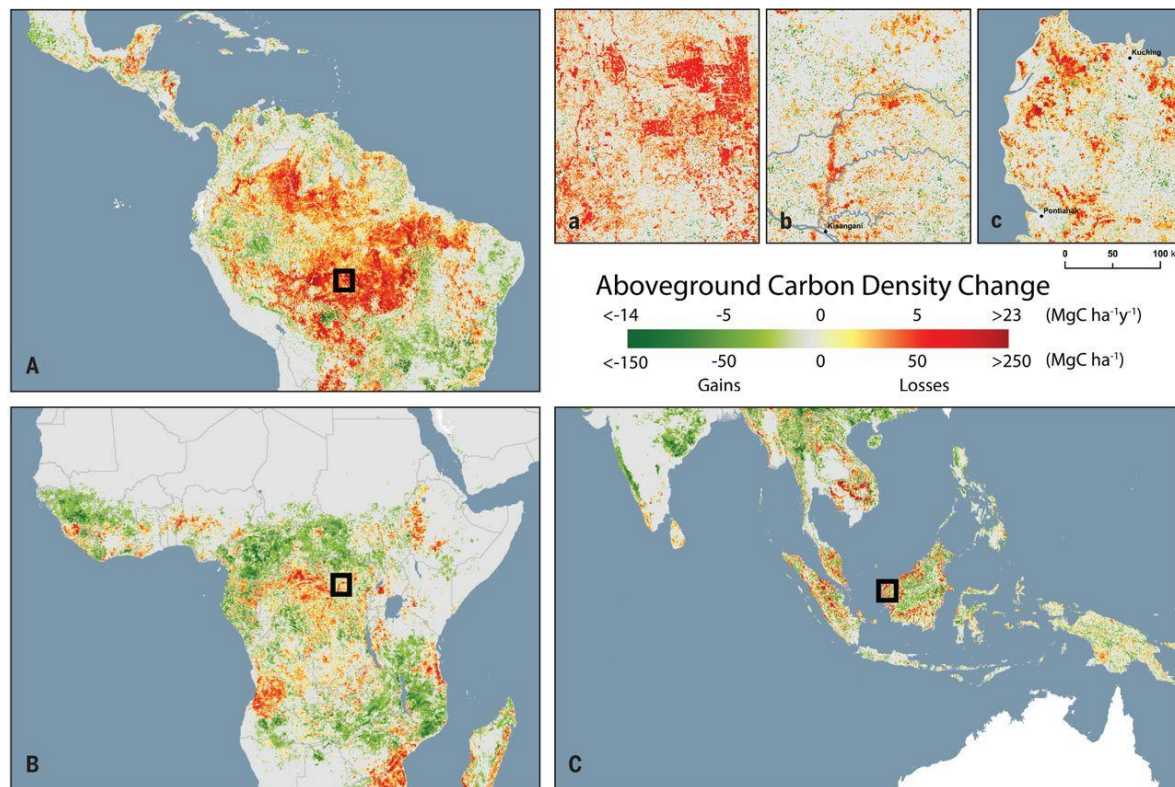 A
a
b
Kisangani
c
Kuching
Pontianak
0 50 100 k
Aboveground Carbon Density Change
<-14 -5 0 5 >23 (MgC ha⁻¹y⁻¹)
<-150 -50 0 50 >250 (MgC ha⁻¹)
Gains Losses
B
C